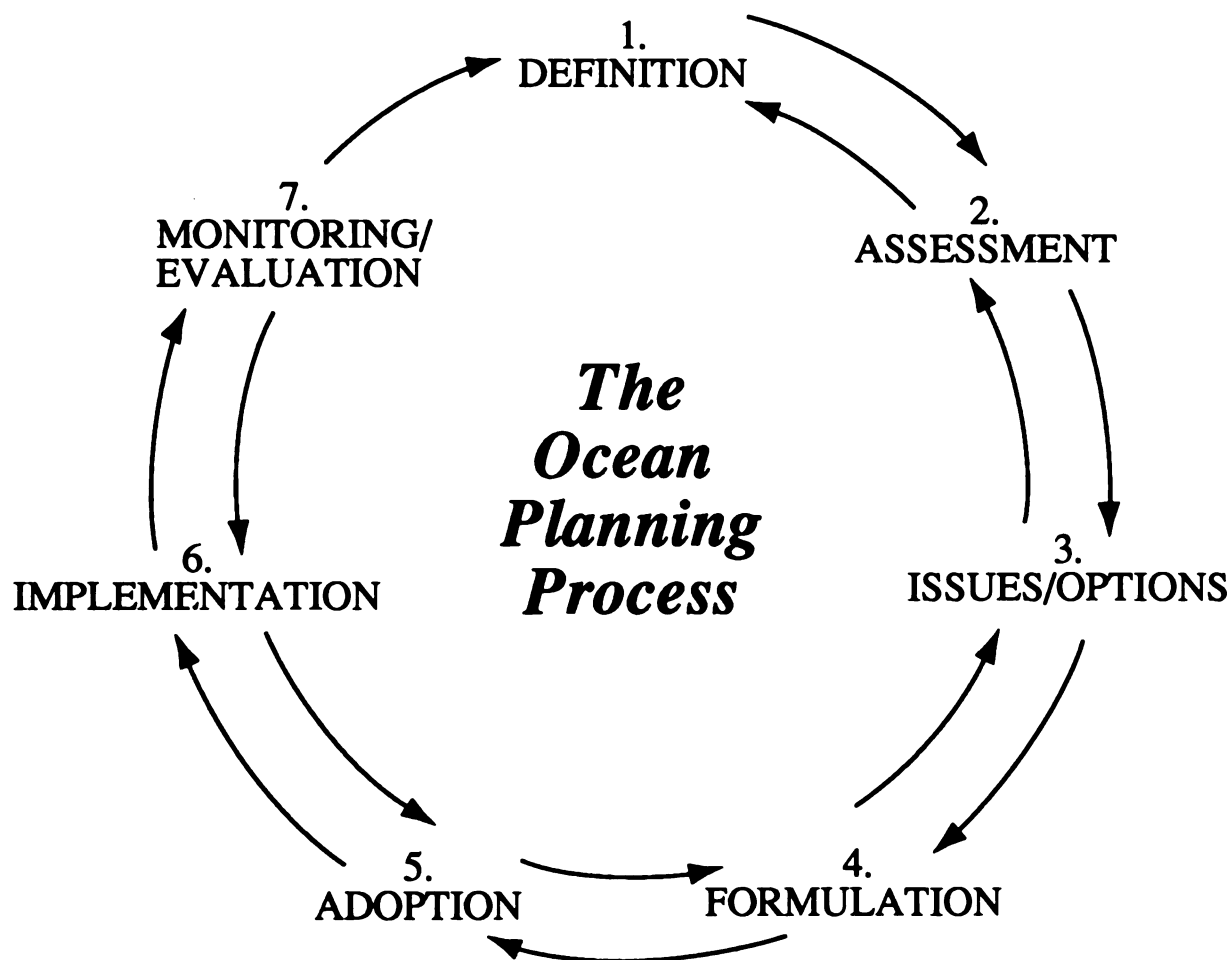 1.
DEFINITION
2.
ASSESSMENT
3.
ISSUES/OPTIONS
4.
FORMULATION
5.
ADOPTION
6.
IMPLEMENTATION
7.
MONITORING/
EVALUATION
The
Ocean
Planning
Process